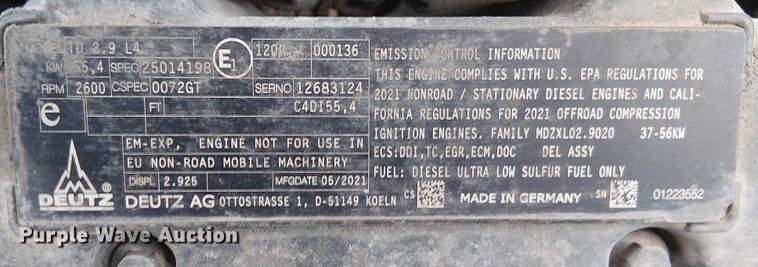 MODEL TD 2.9 L4
KW 55,4 SPEC 25014198 E1 120R 000136
RPM 2600 CSPEC 0072GT SERNO 12683124
e FT C4DI55,4
EM-EXP, ENGINE NOT FOR USE IN
EU NON-ROAD MOBILE MACHINERY
DISPL 2.925 MFGDATE 05/2021
DEUTZ ® DEUTZ AG OTTOSTRASSE 1, D-51149 KOELN
EMISSION CONTROL INFORMATION
THIS ENGINE COMPLIES WITH U.S. EPA REGULATIONS FOR
2021 NONROAD / STATIONARY DIESEL ENGINES AND CALI-
FORNIA REGULATIONS FOR 2021 OFFROAD COMPRESSION
IGNITION ENGINES. FAMILY MDZXL02.9020 37-56KW
ECS:DDI,TC,EGR,ECM,DOC DEL ASSY
FUEL: DIESEL ULTRA LOW SULFUR FUEL ONLY
CS MADE IN GERMANY SN 01223552
Purple Wave Auction